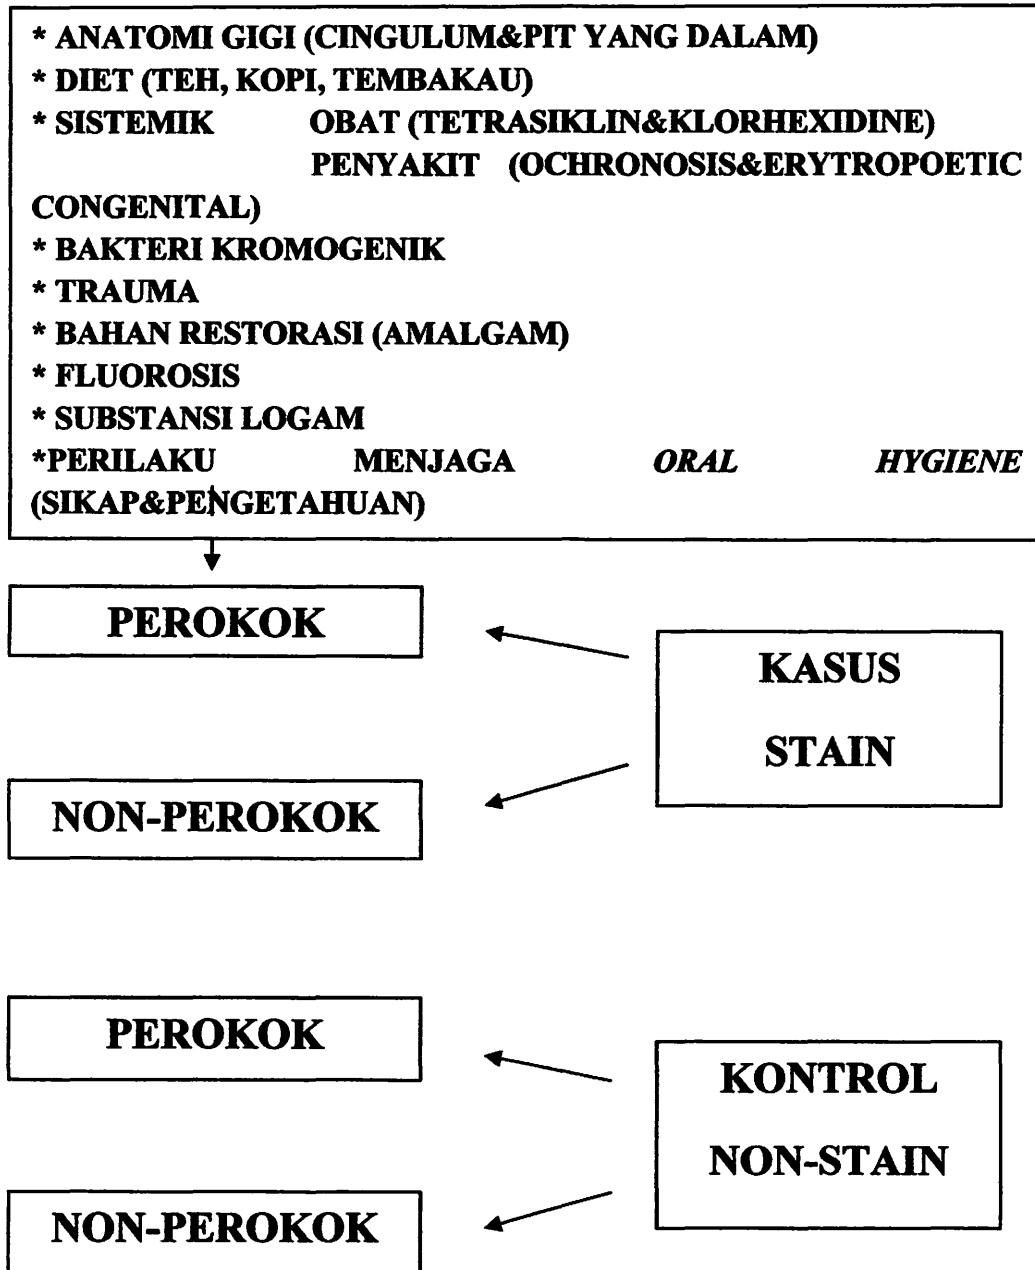 * ANATOMI GIGI (CINGULUM&PIT YANG DALAM)
* DIET (TEH, KOPI, TEMBAKAU)
* SISTEMIK OBAT (TETRASIKLIN&KLORHEXIDINE)
PENYAKIT (OCHRONOSIS&ERYTROPOETIC
CONGENITAL)
* BAKTERI KROMOGENIK
* TRAUMA
* BAHAN RESTORASI (AMALGAM)
* FLUOROSIS
* SUBSTANSI LOGAM
*PERILAKU MENJAGA ORAL HYGIENE
(SIKAP&PENGETAHUAN)
PEROKOK
KASUS
STAIN
NON-PEROKOK
PEROKOK
KONTROL
NON-STAIN
NON-PEROKOK